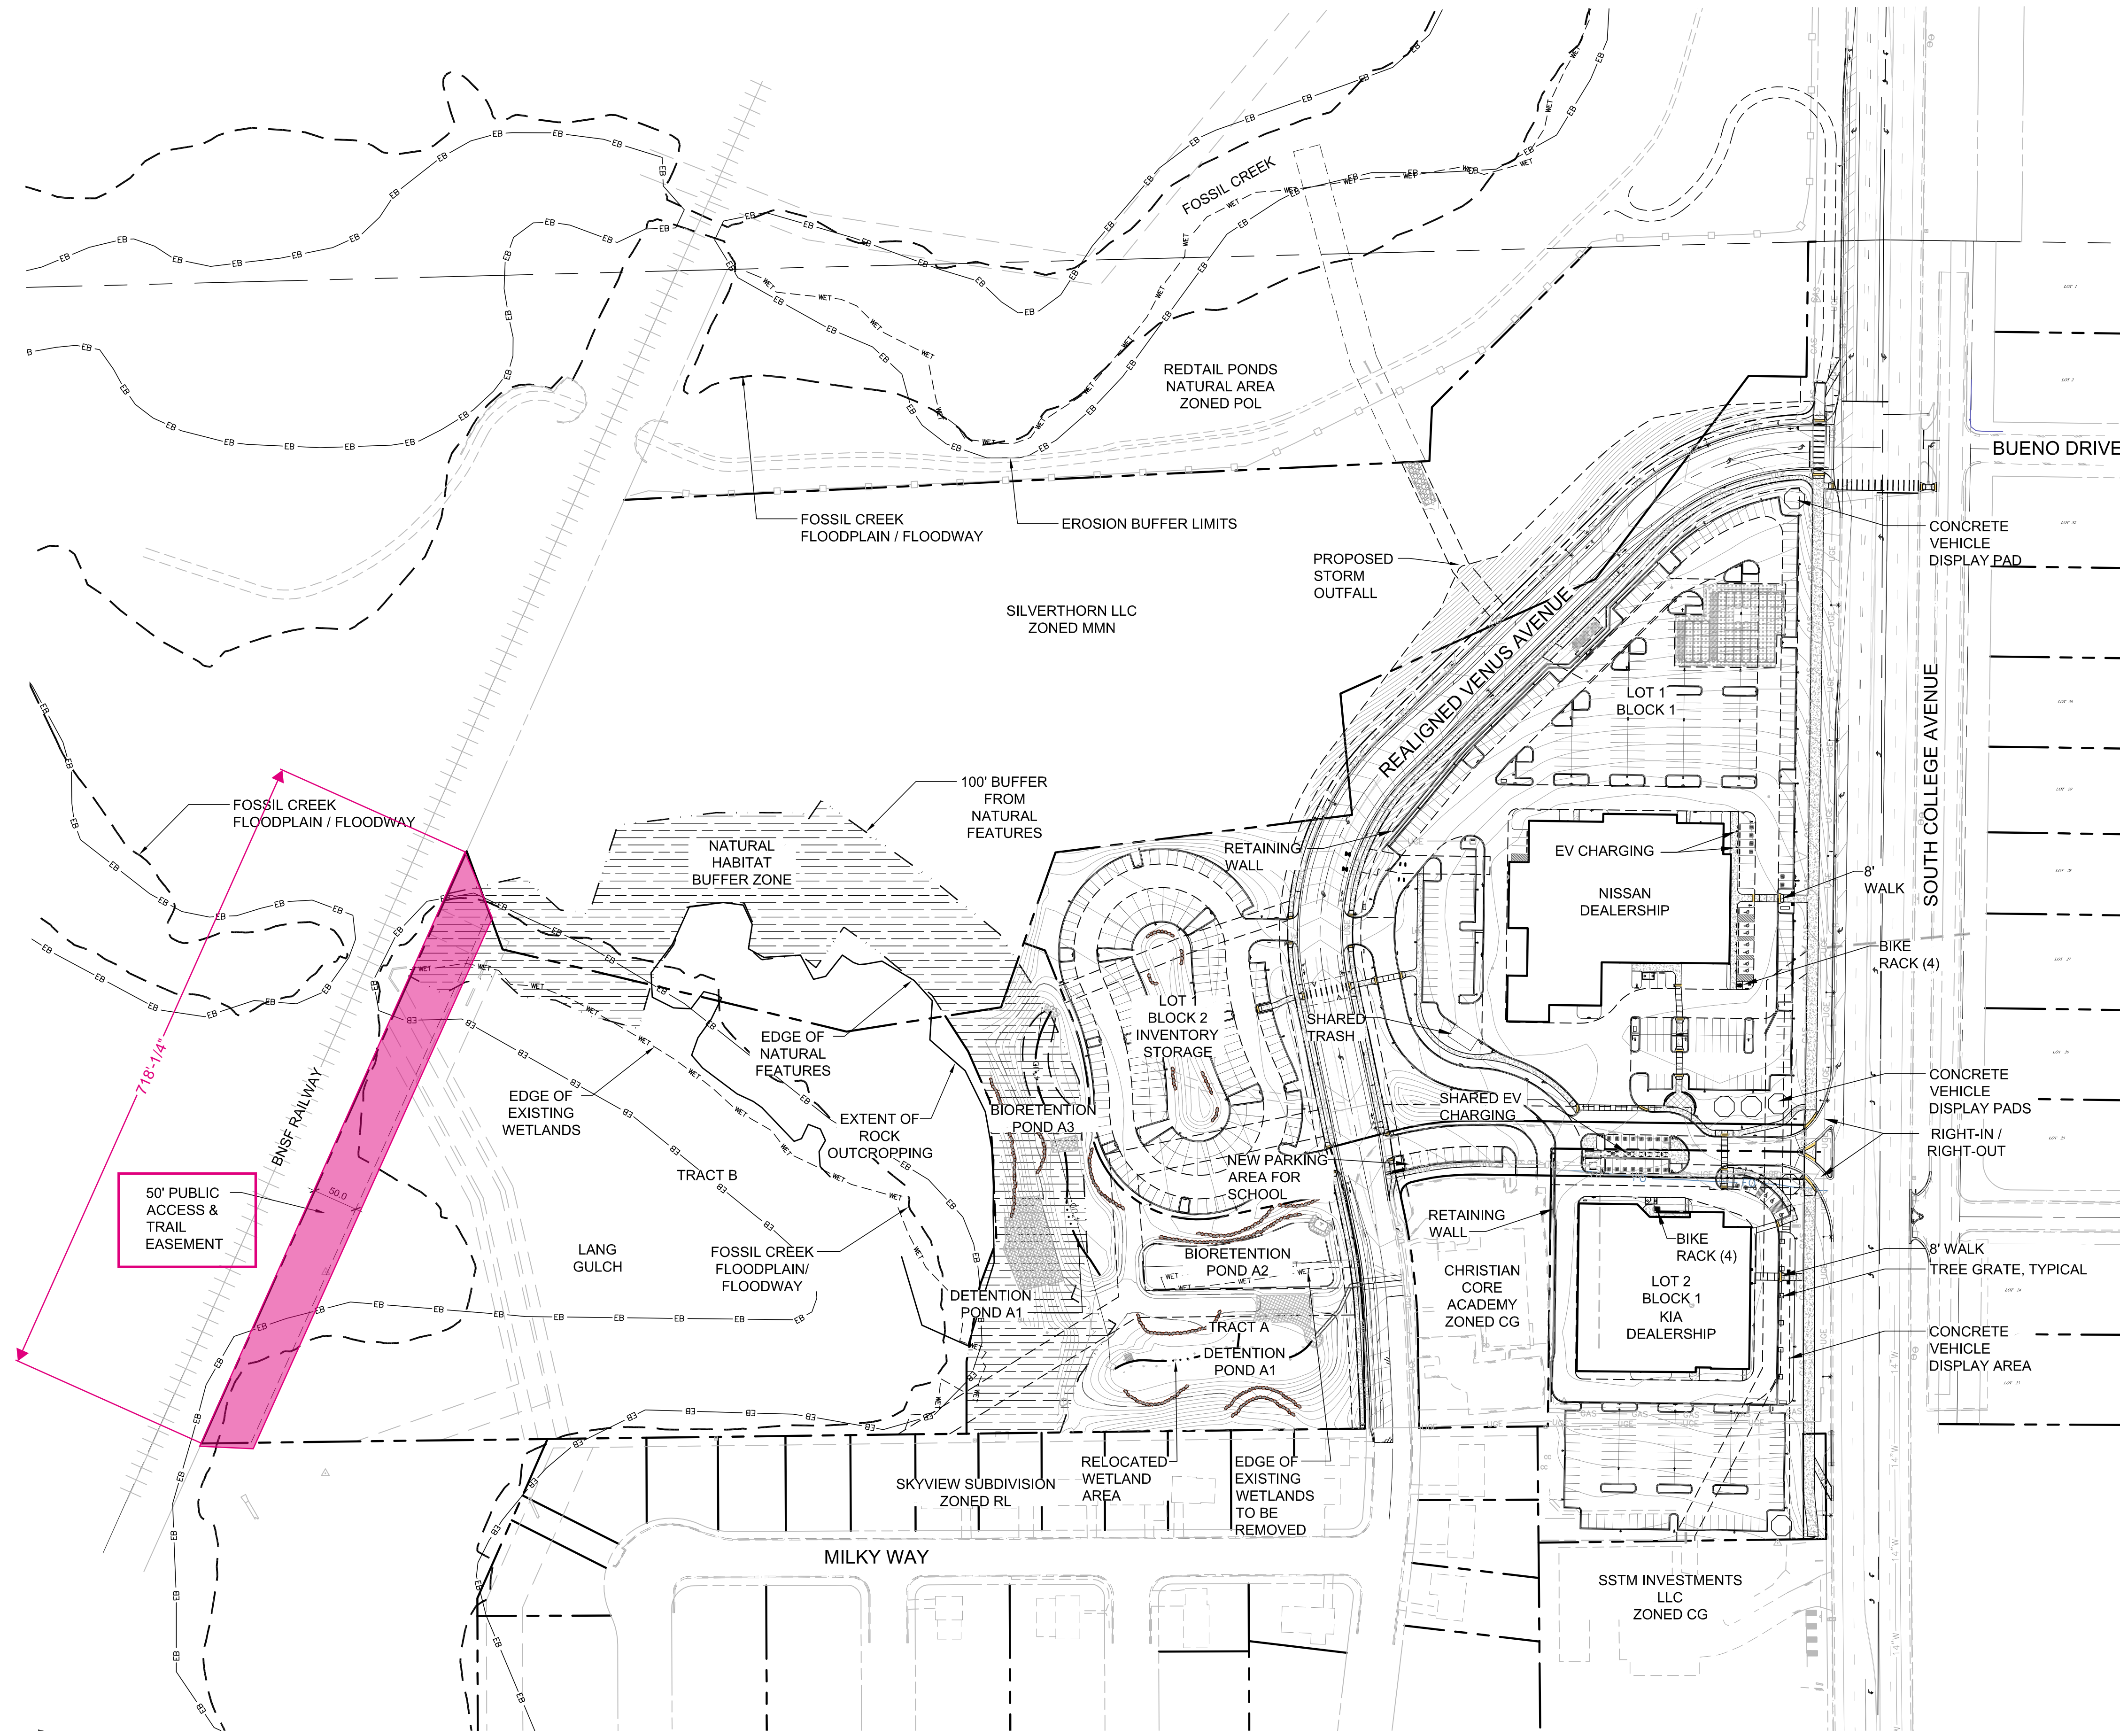 FOSSIL CREEK
REDTAIL PONDS
NATURAL AREA
ZONED POL
BUENO DRIVE
FOSSIL CREEK
FLOODPLAIN / FLOODWAY
EROSION BUFFER LIMITS
CONCRETE
VEHICLE
DISPLAY PAD
PROPOSED
STORM
OUTFALL
SILVERTHORN LLC
ZONED MMN
REALIGNED VENUS AVENUE
LOT 1
BLOCK 1
SOUTH COLLEGE AVENUE
100' BUFFER
FROM
NATURAL
FEATURES
FOSSIL CREEK
FLOODPLAIN / FLOODWAY
NATURAL
HABITAT
BUFFER ZONE
RETAINING
WALL
EV CHARGING
NISSAN
DEALERSHIP
8'
WALK
BIKE
RACK (4)
LOT 1
BLOCK 2
INVENTORY
STORAGE
SHARED
TRASH
EDGE OF
NATURAL
FEATURES
718'-1/4"
BNSF RAILWAY
EDGE OF
EXISTING
WETLANDS
EXTENT OF
ROCK
OUTCROPPING
BIORETENTION
POND A3
SHARED EV
CHARGING
CONCRETE
VEHICLE
DISPLAY PADS
RIGHT-IN /
RIGHT-OUT
TRACT B
NEW PARKING
AREA FOR
SCHOOL
50' PUBLIC
ACCESS &
TRAIL
EASEMENT
50.0
RETAINING
WALL
BIKE
RACK (4)
LANG
GULCH
FOSSIL CREEK
FLOODPLAIN/
FLOODWAY
BIORETENTION
POND A2
8' WALK
TREE GRATE, TYPICAL
CHRISTIAN
CORE
ACADEMY
ZONED CG
LOT 2
BLOCK 1
KIA
DEALERSHIP
DETENTION
POND A1
TRACT A
DETENTION
POND A1
CONCRETE
VEHICLE
DISPLAY AREA
SKYVIEW SUBDIVISION
ZONED RL
RELOCATED
WETLAND
AREA
EDGE OF
EXISTING
WETLANDS
TO BE
REMOVED
MILKY WAY
SSTM INVESTMENTS
LLC
ZONED CG